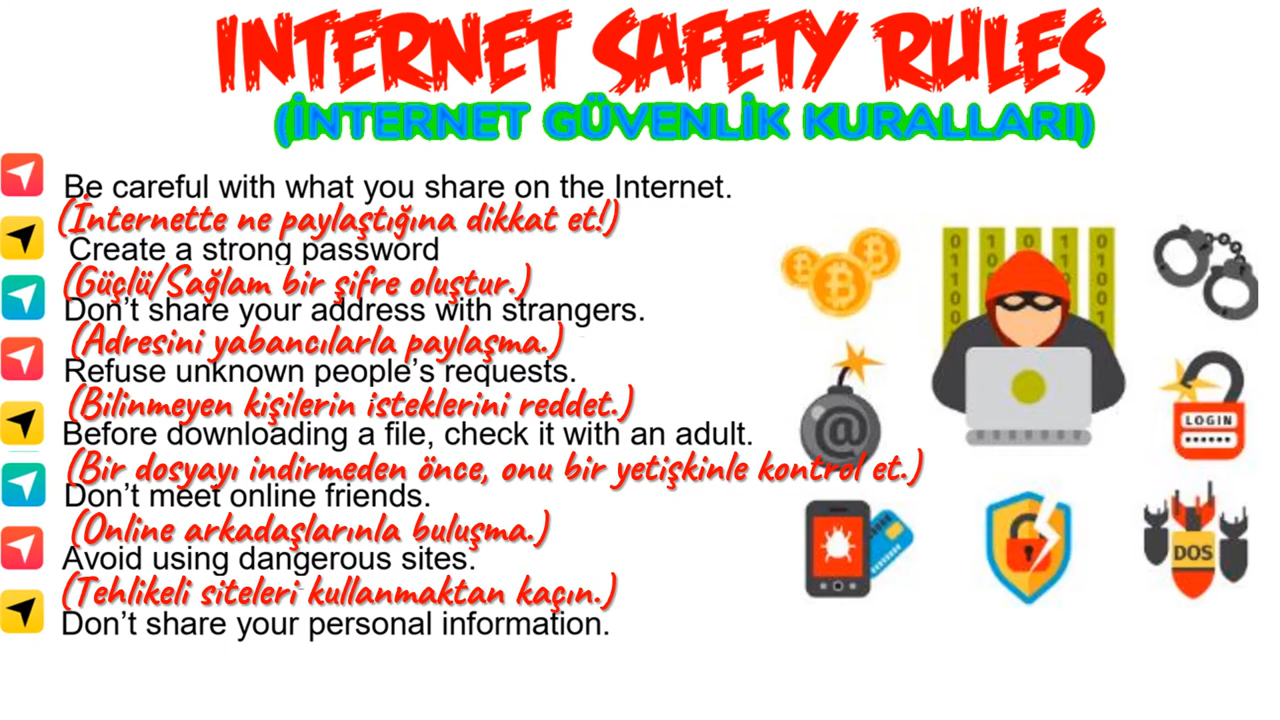 INTERNET SAFETY RULES
(İNTERNET GÜVENLİK KURALLARI)
Be careful with what you share on the Internet.
(İnternette ne paylaştığına dikkat et!)
Create a strong password
(Güçlü/Sağlam bir şifre oluştur.)
Don't share your address with strangers.
(Adresini yabancılarla paylaşma.)
Refuse unknown people's requests.
(Bilinmeyen kişilerin isteklerini reddet.)
Before downloading a file, check it with an adult.
(Bir dosyayı indirmeden önce, onu bir yetişkinle kontrol et.)
Don't meet online friends.
(Online arkadaşlarınla buluşma.)
Avoid using dangerous sites.
(Tehlikeli siteleri kullanmaktan kaçın.)
Don't share your personal information.
@
LOGIN
DOS